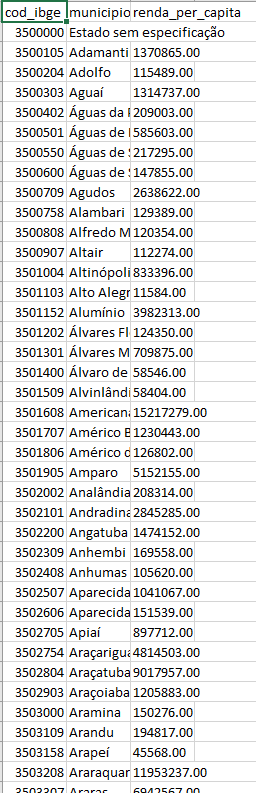 cod_ibge municipio renda_per_capita
3500000 Estado sem especificação
3500105 Adamanti 1370865.00
3500204 Adolfo 115489.00
3500303 Aguaí 1314737.00
3500402 Águas da 209003.00
3500501 Águas de 585603.00
3500550 Águas de 217295.00
3500600 Águas de 147855.00
3500709 Agudos 2638622.00
3500758 Alambari 129389.00
3500808 Alfredo M 120354.00
3500907 Altair 112274.00
3501004 Altinópoli 833396.00
3501103 Alto Alegr 11584.00
3501152 Alumínio 3982313.00
3501202 Álvares Fl 124350.00
3501301 Álvares M 709875.00
3501400 Álvaro de 58546.00
3501509 Alvinlândi 58404.00
3501608 American 15217279.00
3501707 Américo B 1230443.00
3501806 Américo d 126802.00
3501905 Amparo 5152155.00
3502002 Analândia 208314.00
3502101 Andradina 2845285.00
3502200 Angatuba 1474152.00
3502309 Anhembi 169558.00
3502408 Anhumas 105620.00
3502507 Aparecida 1041067.00
3502606 Aparecida 151539.00
3502705 Apiaí 897712.00
3502754 Araçarigua 4814503.00
3502804 Araçatuba 9017957.00
3502903 Araçoiaba 1205883.00
3503000 Aramina 150276.00
3503109 Arandu 194817.00
3503158 Arapeí 45568.00
3503208 Araraquar 11953237.00
3503307 Araras 6942567.00